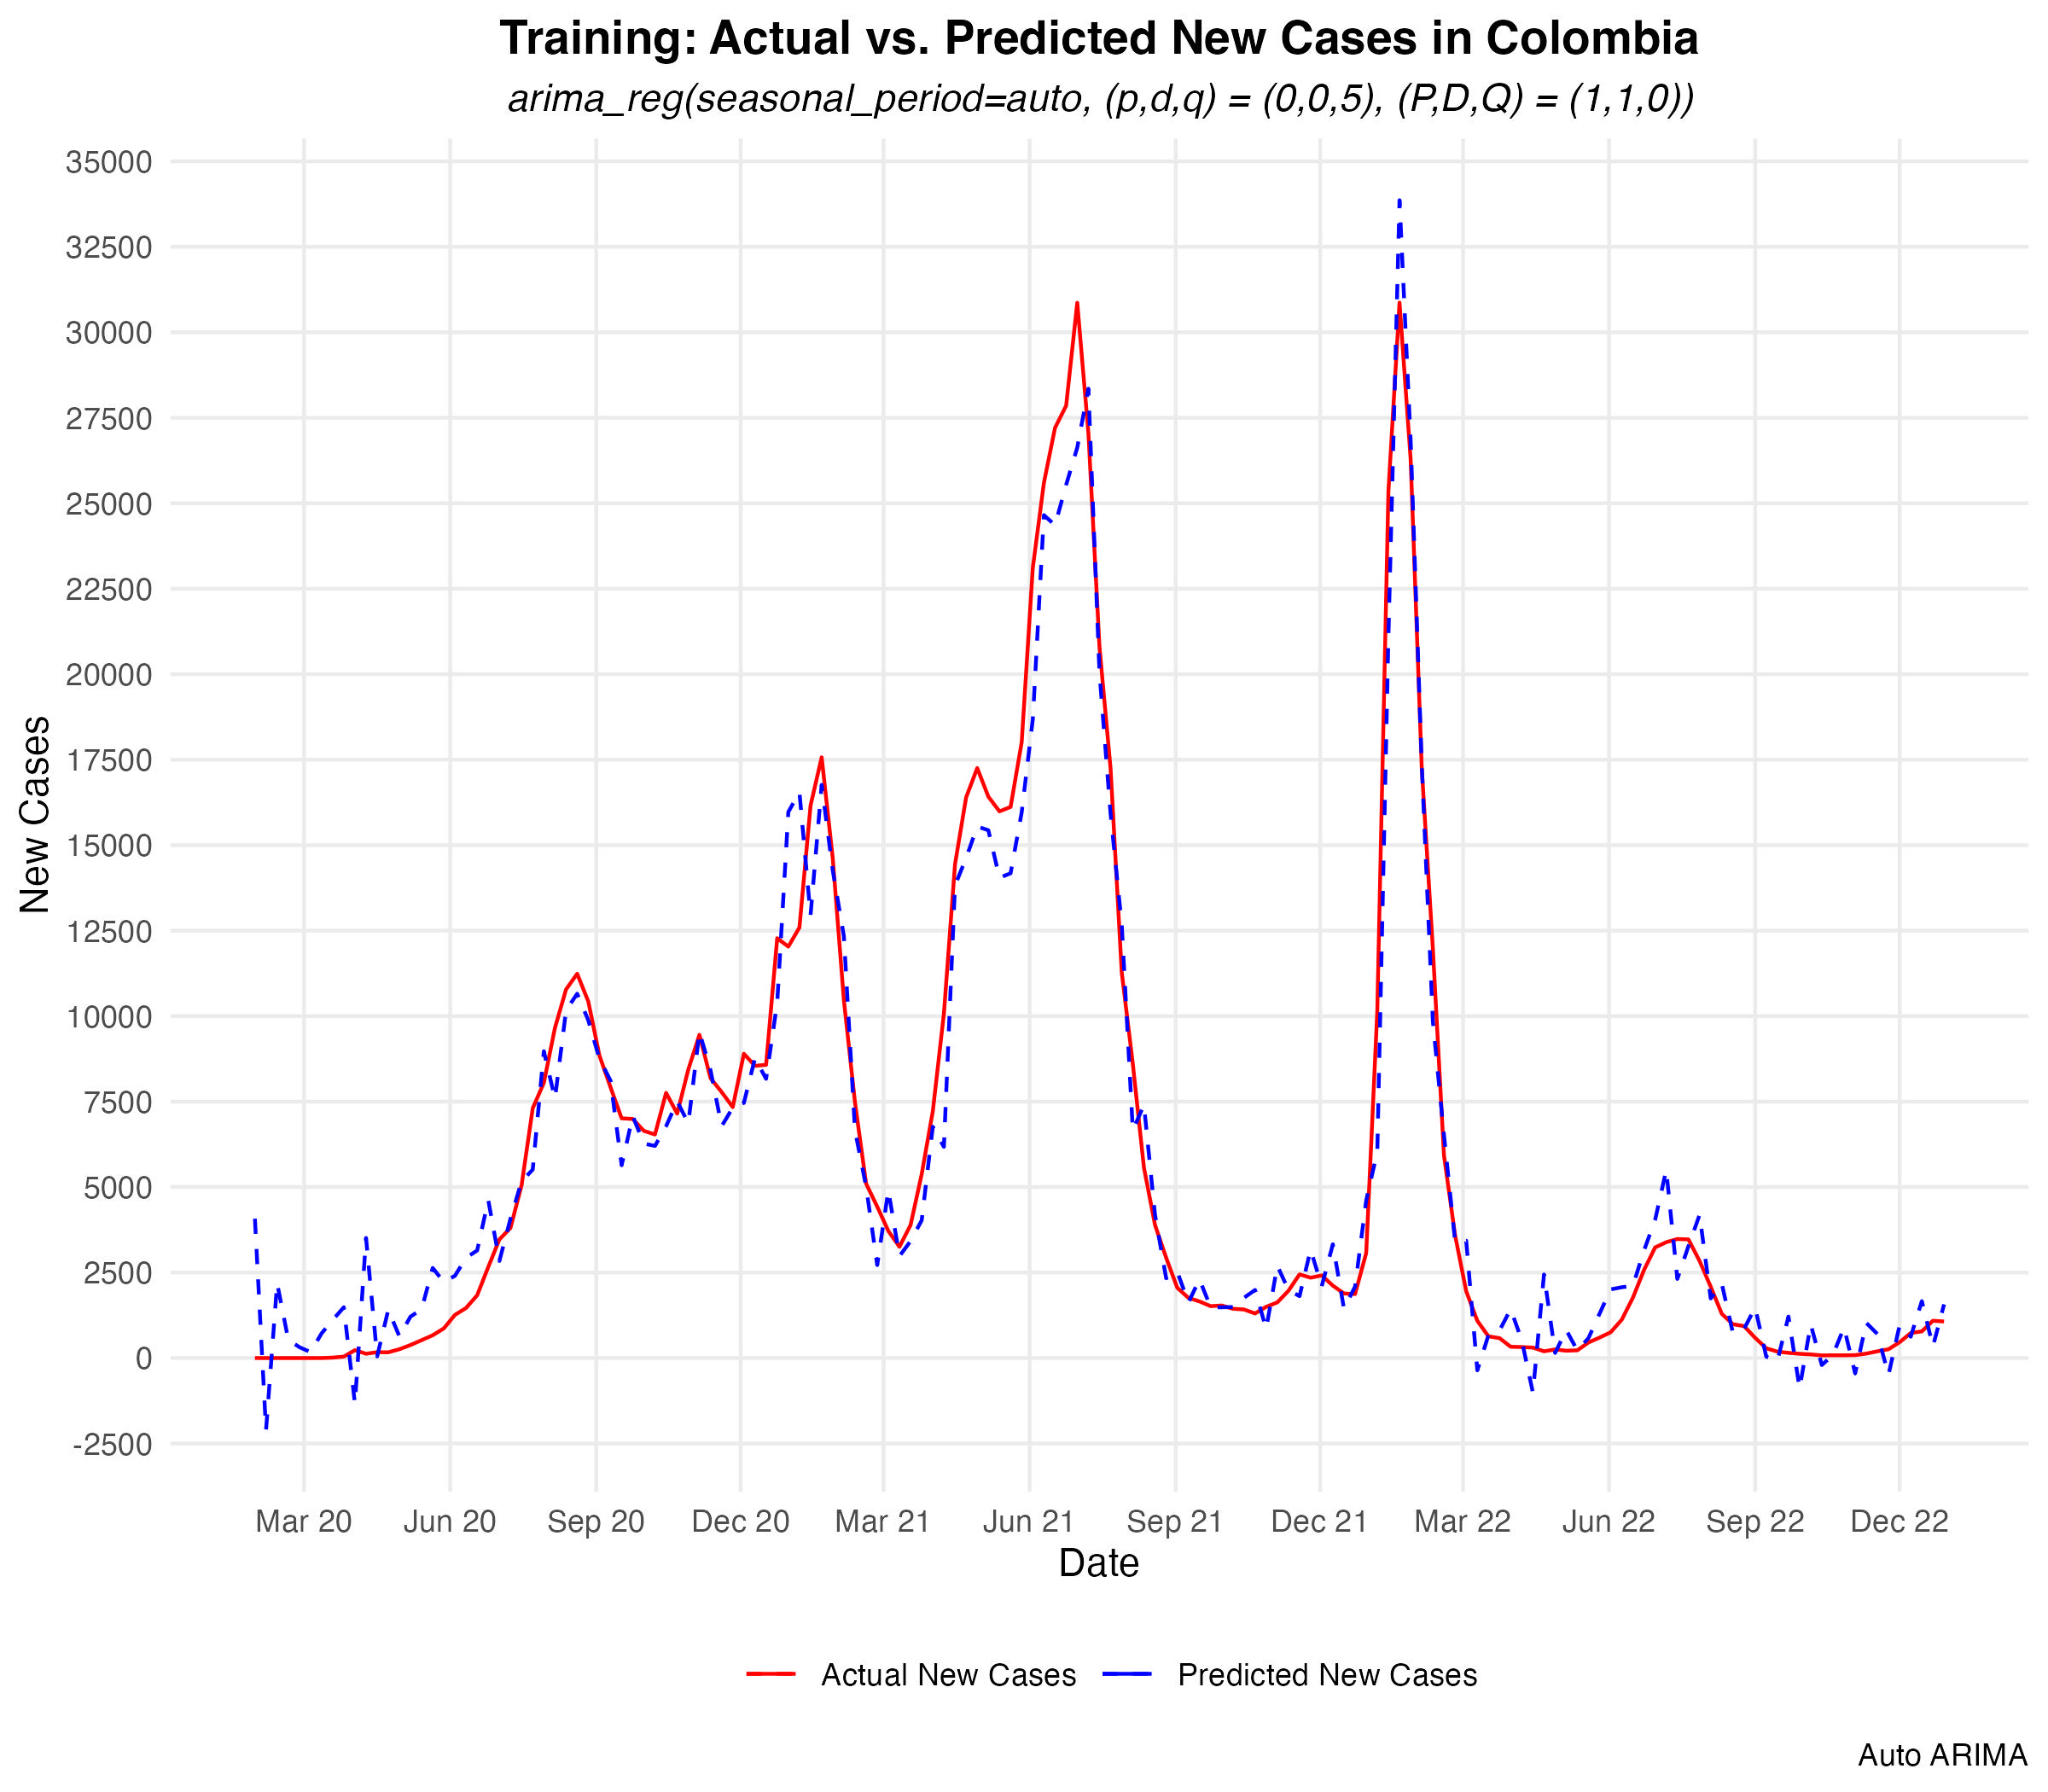 Training: Actual vs. Predicted New Cases in Colombia
arima_reg(seasonal_period=auto, (p,d,q) = (0,0,5), (P,D,Q) = (1,1,0))
New Cases
35000
32500
30000
27500
25000
22500
20000
17500
15000
12500
10000
7500
5000
2500
0
-2500
Mar 20 Jun 20 Sep 20 Dec 20 Mar 21 Jun 21 Sep 21 Dec 21 Mar 22 Jun 22 Sep 22 Dec 22
Date
Actual New Cases Predicted New Cases
Auto ARIMA